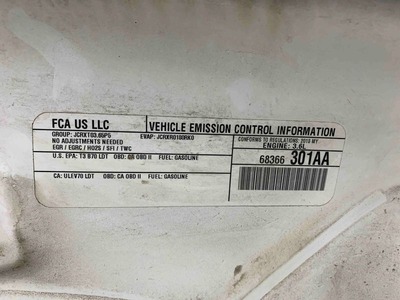 FCA US LLC
VEHICLE EMISSION CONTROL INFORMATION
GROUP: JCRXT03.65P5
EVAP: JCRXR0180RK0
NO ADJUSTMENTS NEEDED
EGR / EGRC / HO2S / SFI / TWC
CONFORMS TO REGULATIONS: 2018 MY
ENGINE: 3.6L
68366 301AA
U.S. EPA: T3 B70 LDT OBD: CA OBD II FUEL: GASOLINE
CA: ULEV70 LDT OBD: CA OBD II FUEL: GASOLINE